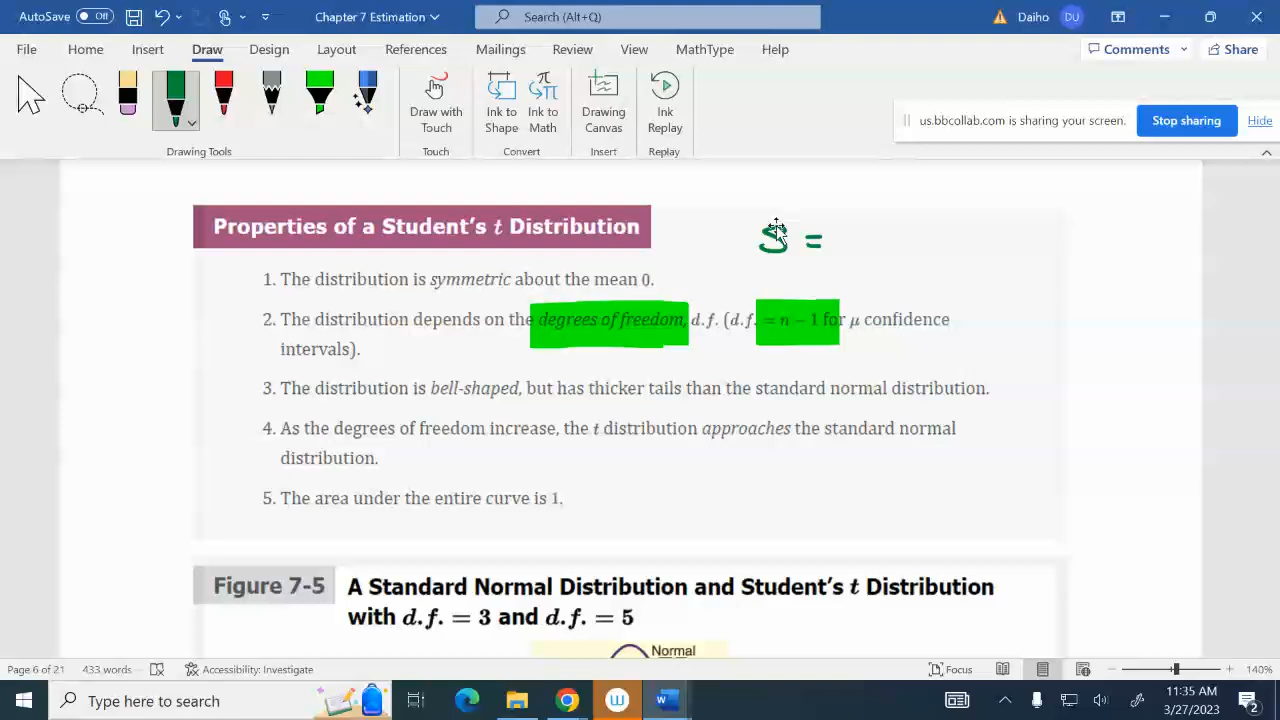 AutoSave Off Chapter 7 Estimation Search (Alt+Q) Daiho DU
File Home Insert Draw Design Layout References Mailings Review View MathType Help Comments Share
Draw with Touch Ink to Shape Ink to Math Drawing Canvas Ink Replay
us.bbcollab.com is sharing your screen. Stop sharing Hide
Drawing Tools Touch Convert Insert Replay
Properties of a Student's t Distribution
S =
1. The distribution is symmetric about the mean 0.
2. The distribution depends on the degrees of freedom, d.f. (d.f. = n − 1 for μ confidence
intervals).
3. The distribution is bell-shaped, but has thicker tails than the standard normal distribution.
4. As the degrees of freedom increase, the t distribution approaches the standard normal
distribution.
5. The area under the entire curve is 1.
Figure 7-5 A Standard Normal Distribution and Student's t Distribution
with d.f. = 3 and d.f. = 5
Normal
Page 6 of 21 433 words Accessibility: Investigate Focus 140%
Type here to search
11:35 AM
3/27/2023
2